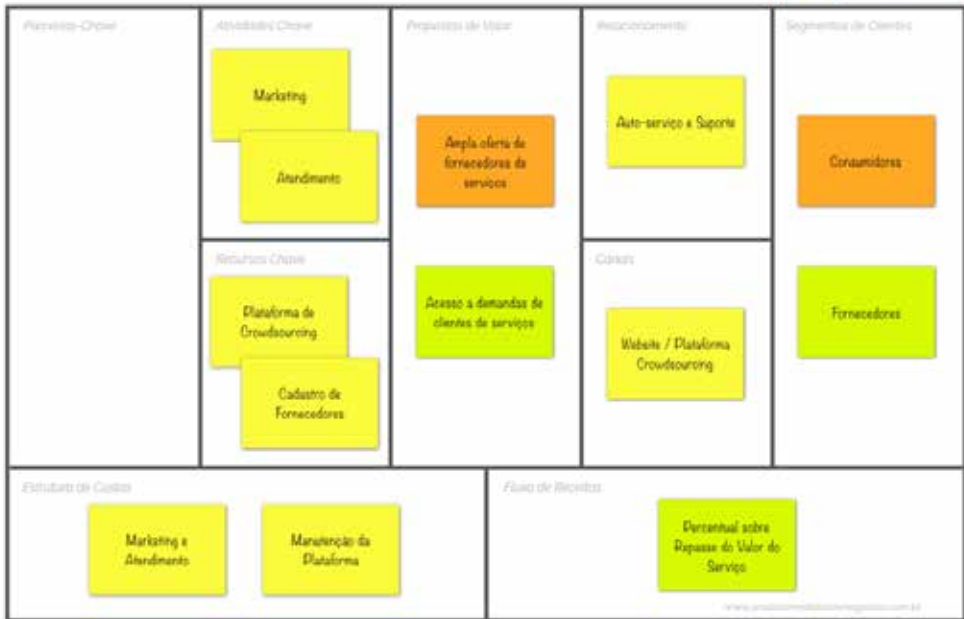 Parcerias-Chave
Atividades Chave
Marketing
Atendimento
Recursos Chave
Plataforma de
Crowdsourcing
Cadastro de
Fornecedores
Propostas de Valor
Ampla oferta de
fornecedores de
serviços
Acesso a demandas de
clientes de serviços
Relacionamento
Auto-serviço e Suporte
Canais
Website / Plataforma
Crowdsourcing
Segmentos de Clientes
Consumidores
Fornecedores
Estrutura de Custos
Marketing e
Atendimento
Manutenção da
Plataforma
Fluxo de Receitas
Percentual sobre
Repasse do Valor do
Serviço